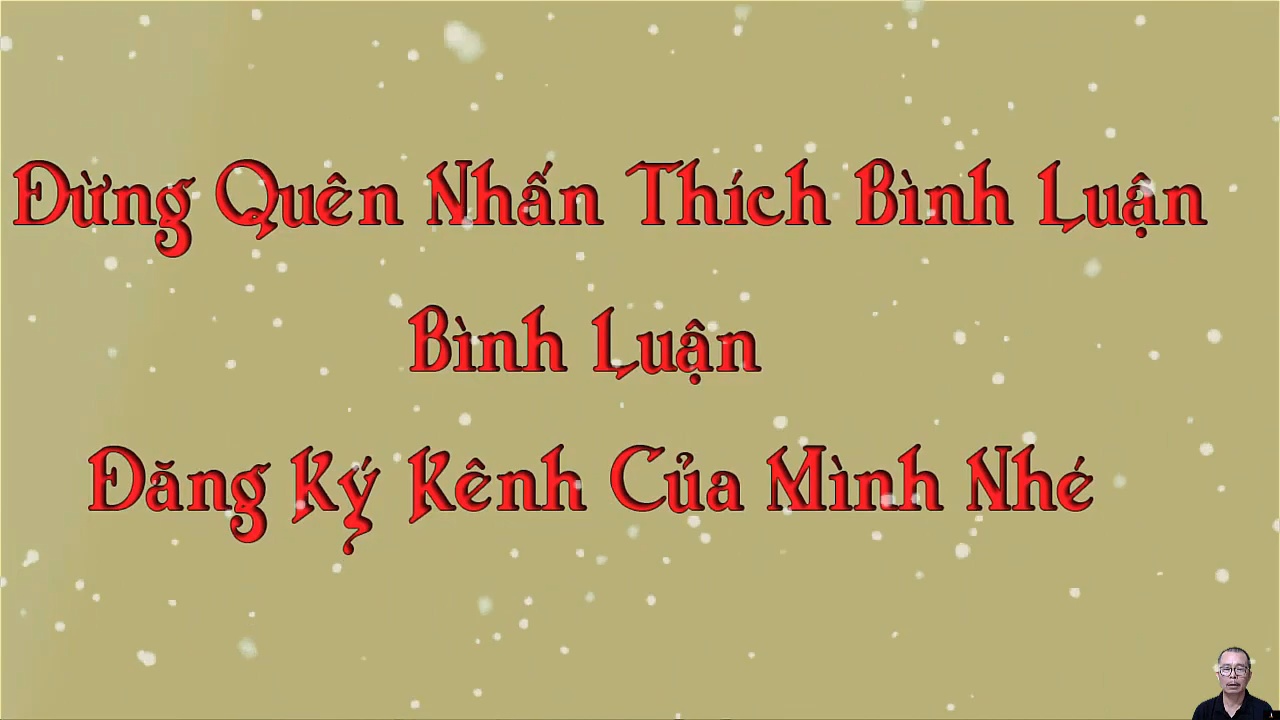 Đừng Quên Nhấn Thích Bình Luận
Bình Luận
Đăng Ký Kênh Của Mình Nhé